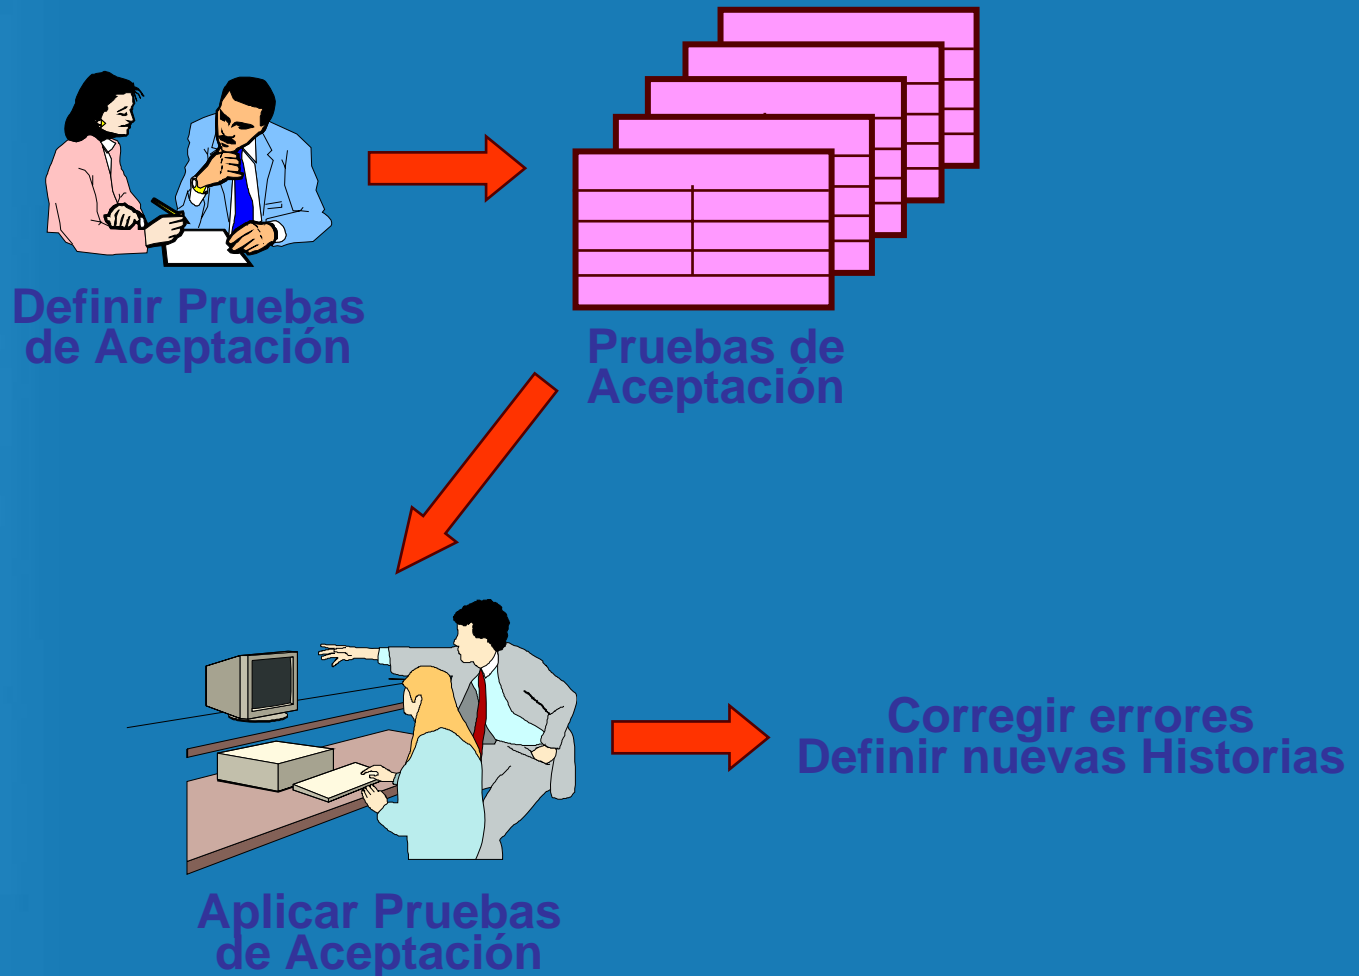 Definir Pruebas
de Aceptación
Pruebas de
Aceptación
Aplicar Pruebas
de Aceptación
Corregir errores
Definir nuevas Historias